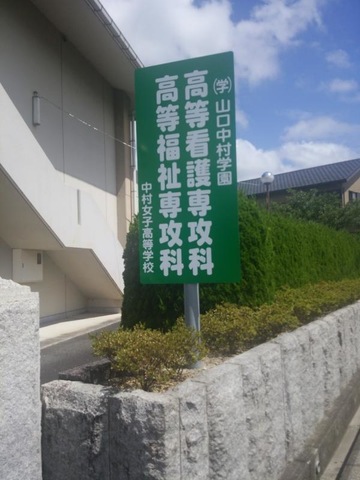 ㈻山口中村学園
高等看護専攻科
高等福祉専攻科
中村女子高等学校